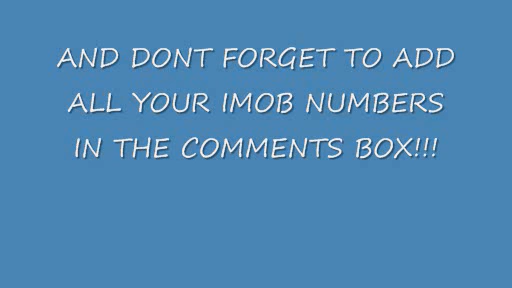 AND DONT FORGET TO ADD
ALL YOUR IMOB NUMBERS
IN THE COMMENTS BOX!!!